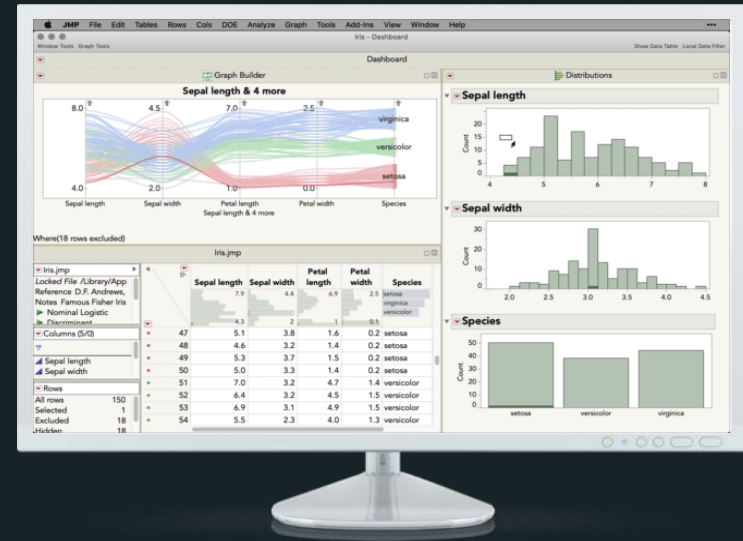 JMP File Edit Tables Rows Cols DOE Analyze Graph Tools Add-Ins View Window Help
Iris - Dashboard
Window Tools Graph Tools Show Data Table Local Data Filter
Dashboard
Graph Builder
Sepal length & 4 more
8.0 4.5 7.0 2.5
virginica
versicolor
setosa
4.0 2.0 1.0 0.0
Sepal length Sepal width Petal length Petal width Species
Sepal length & 4 more
Where(18 rows excluded)
Iris.jmp
Iris.jmp
Locked File /Library/App
Reference D.F. Andrews,
Notes Famous Fisher Iris
Nominal Logistic
Discriminant
Columns (5/0)
Sepal length
Sepal width
Rows
All rows 150
Selected 1
Excluded 18
Hidden 18
Sepal length Sepal width Petal length Petal width Species
7.9 4.4 6.9 2.5 setosa
virginica
versicolor
4.3 2 1 0.1
47 5.1 3.8 1.6 0.2 setosa
48 4.6 3.2 1.4 0.2 setosa
49 5.3 3.7 1.5 0.2 setosa
50 5.0 3.3 1.4 0.2 setosa
51 7.0 3.2 4.7 1.4 versicolor
52 6.4 3.2 4.5 1.5 versicolor
53 6.9 3.1 4.9 1.5 versicolor
54 5.5 2.3 4.0 1.3 versicolor
Distributions
Sepal length
Count
20
15
10
5
0
4 5 6 7 8
Sepal width
Count
30
20
10
0
2.0 2.5 3.0 3.5 4.0 4.5
Species
Count
50
40
30
20
10
0
setosa versicolor virginica